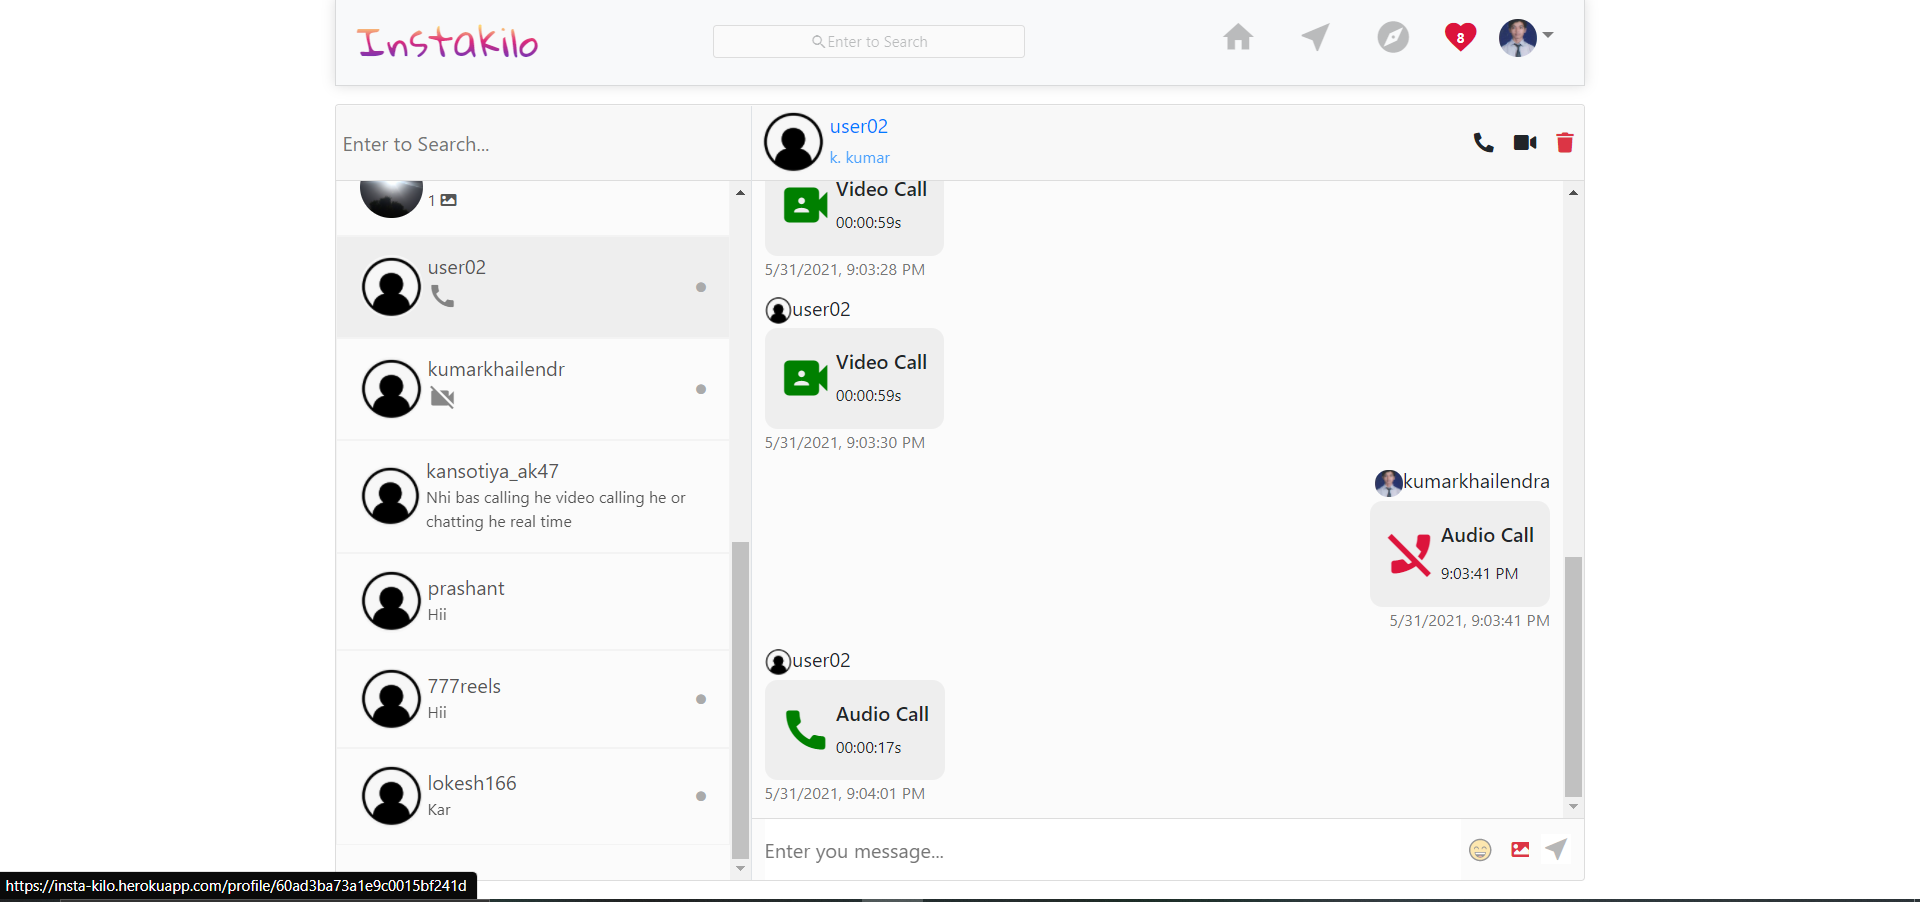 Instakilo
Enter to Search
8
Enter to Search...
user02
k. kumar
1
user02
kumarkhailendr
kansotiya_ak47
Nhi bas calling he video calling he or
chatting he real time
prashant
Hii
777reels
Hii
lokesh166
Kar
Video Call
00:00:59s
5/31/2021, 9:03:28 PM
user02
Video Call
00:00:59s
5/31/2021, 9:03:30 PM
kumarkhailendra
Audio Call
9:03:41 PM
5/31/2021, 9:03:41 PM
user02
Audio Call
00:00:17s
5/31/2021, 9:04:01 PM
Enter you message...
https://insta-kilo.herokuapp.com/profile/60ad3ba73a1e9c0015bf241d